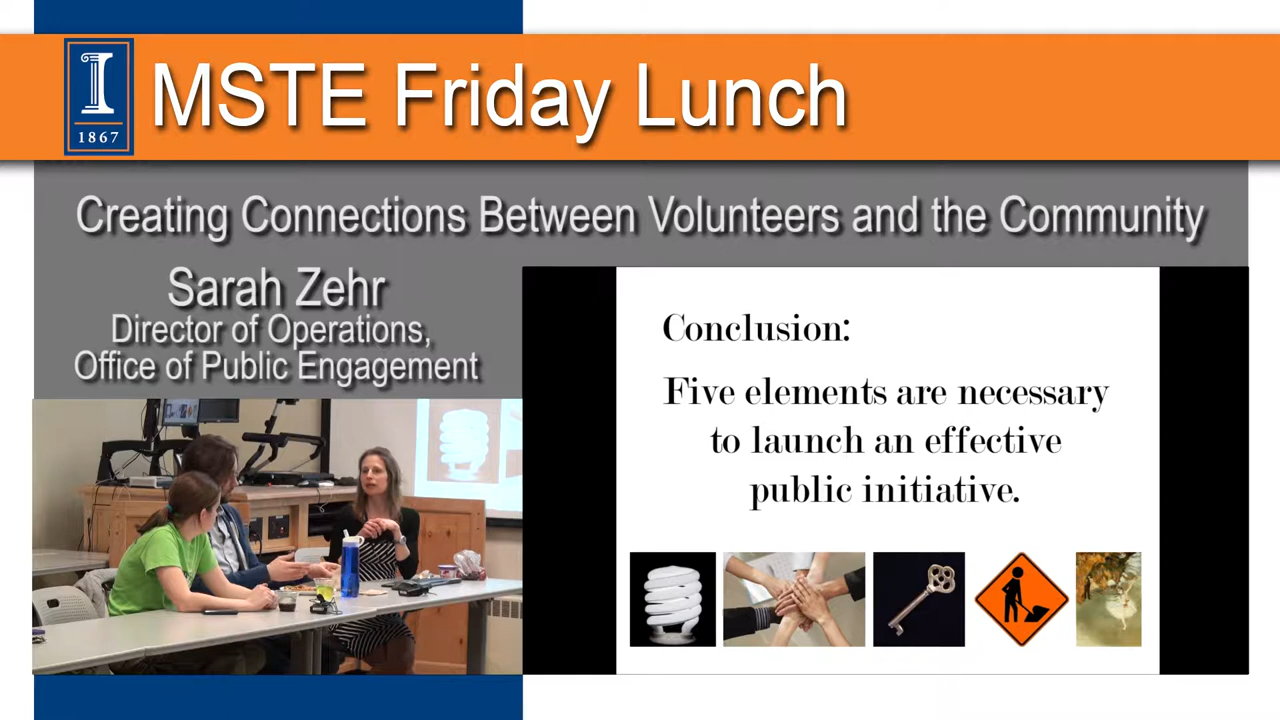 I
1867
MSTE Friday Lunch
Creating Connections Between Volunteers and the Community
Sarah Zehr
Director of Operations,
Office of Public Engagement
Conclusion:
Five elements are necessary
to launch an effective
public initiative.